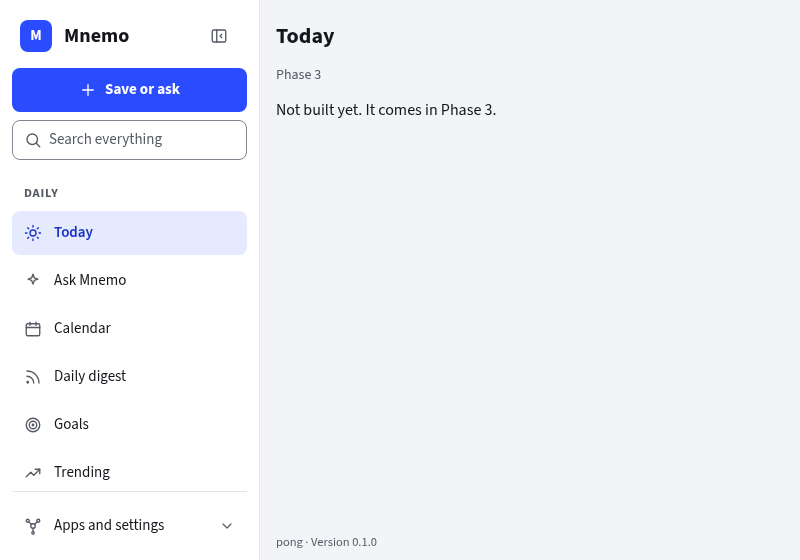 M Mnemo
Save or ask
Search everything
DAILY
Today
Ask Mnemo
Calendar
Daily digest
Goals
Trending
Apps and settings
Today
Phase 3
Not built yet. It comes in Phase 3.
pong · Version 0.1.0